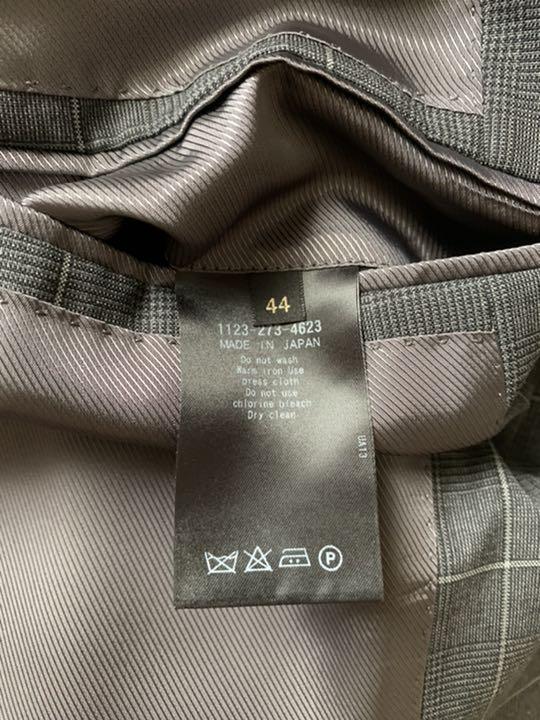 44
1123-273-4623
MADE IN JAPAN
Do not wash
Warm iron Use
press cloth
Do not use
chlorine bleach
Dry clean
UA13
P